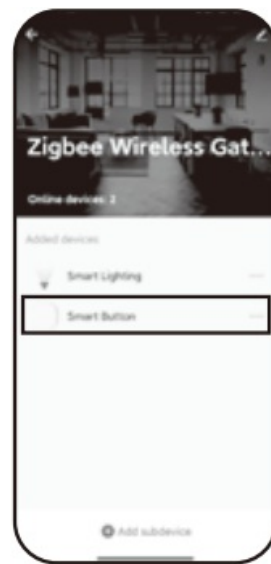 Zigbee Wireless Gat...
Online devices: 2
Added devices
Smart Lighting
Smart Button
Add subdevice